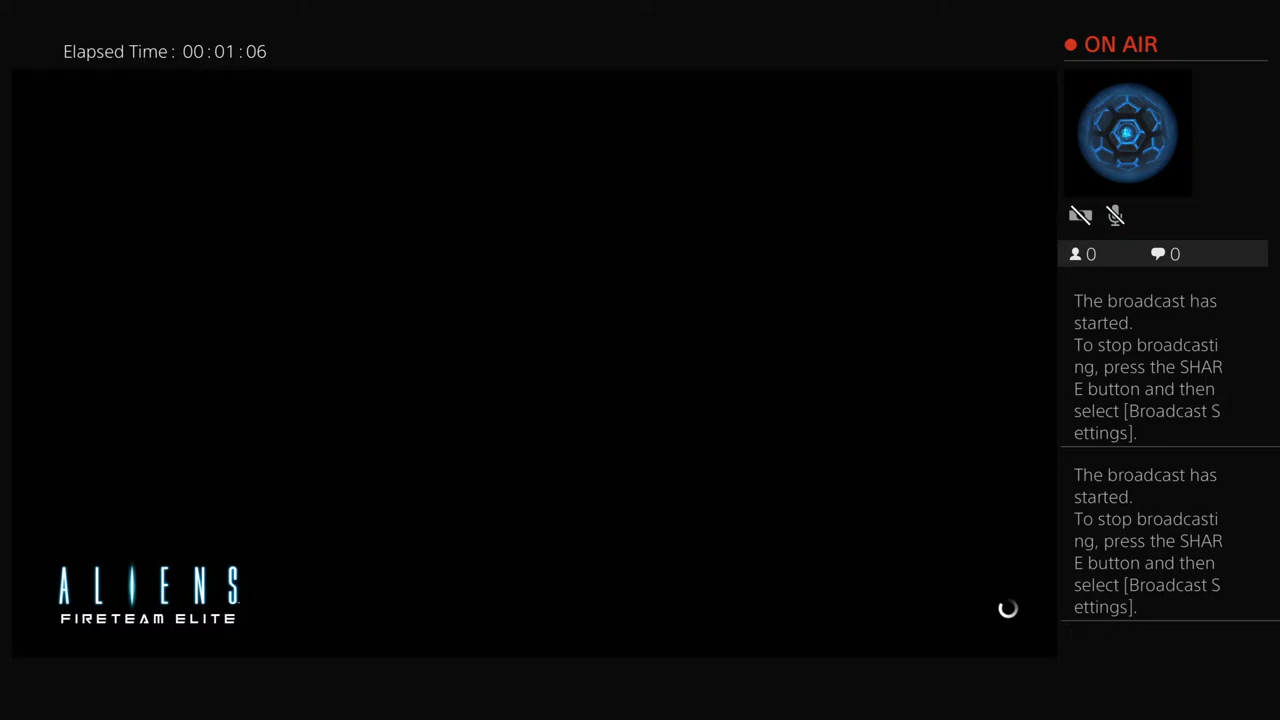 Elapsed Time: 00:01:06
ON AIR
0 0
The broadcast has
started.
To stop broadcasti
ng, press the SHAR
E button and then
select [Broadcast S
ettings].
The broadcast has
started.
To stop broadcasti
ng, press the SHAR
E button and then
select [Broadcast S
ettings].
ALIENS
FIRETEAM ELITE